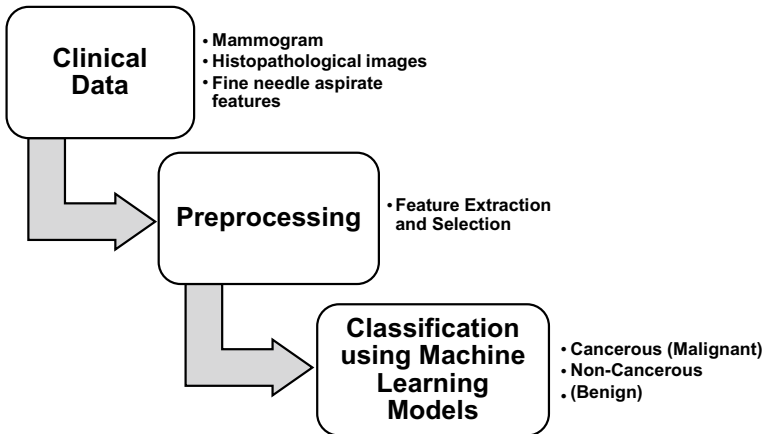 Clinical
Data
• Mammogram
• Histopathological images
• Fine needle aspirate
features
Preprocessing
• Feature Extraction
and Selection
Classification
using Machine
Learning
Models
• Cancerous (Malignant)
• Non-Cancerous
• (Benign)